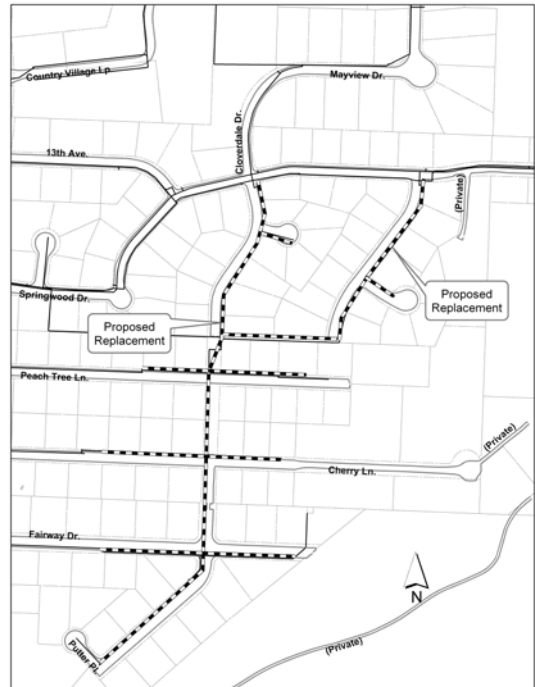 Country Village Lp.
Mayview Dr.
Cloverdale Dr.
13th Ave.
(Private)
Springwood Dr.
Proposed
Replacement
Proposed
Replacement
Peach Tree Ln.
(Private)
Cherry Ln.
Fairway Dr.
N
Putter Pl.
(Private)